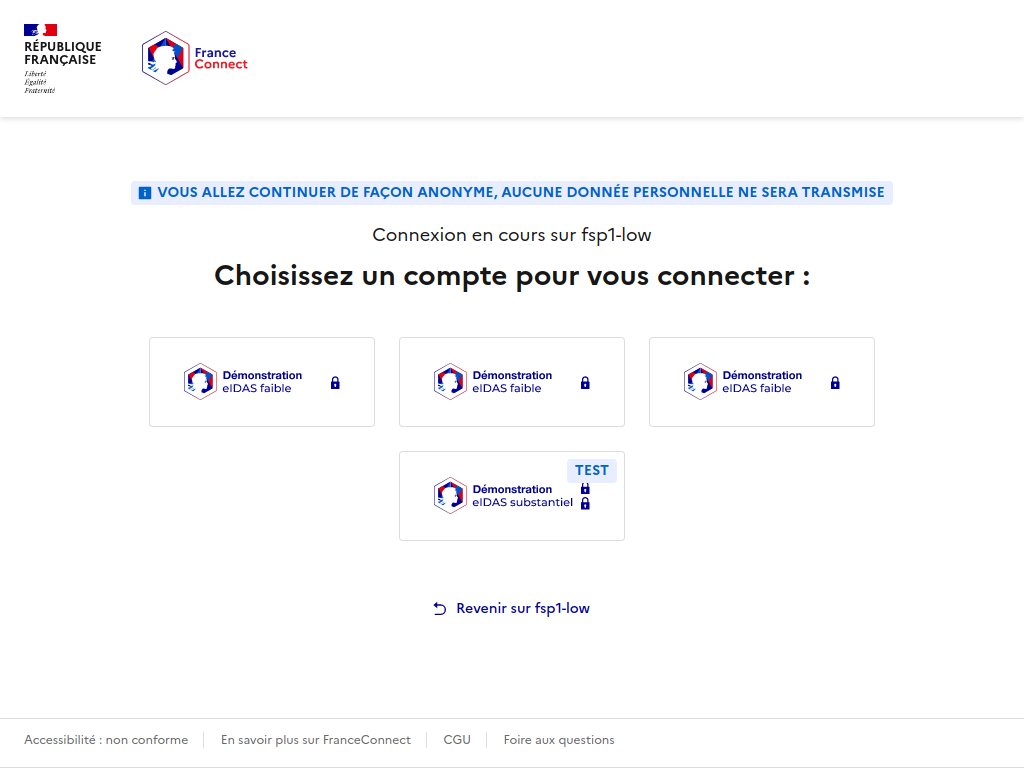 RÉPUBLIQUE
FRANÇAISE
Liberté
Égalité
Fraternité
France
Connect
VOUS ALLEZ CONTINUER DE FAÇON ANONYME, AUCUNE DONNÉE PERSONNELLE NE SERA TRANSMISE
Connexion en cours sur fsp1-low
Choisissez un compte pour vous connecter :
Démonstration
eIDAS faible
Démonstration
eIDAS faible
Démonstration
eIDAS faible
TEST
Démonstration
eIDAS substantiel
Revenir sur fsp1-low
Accessibilité : non conforme
En savoir plus sur FranceConnect
CGU
Foire aux questions